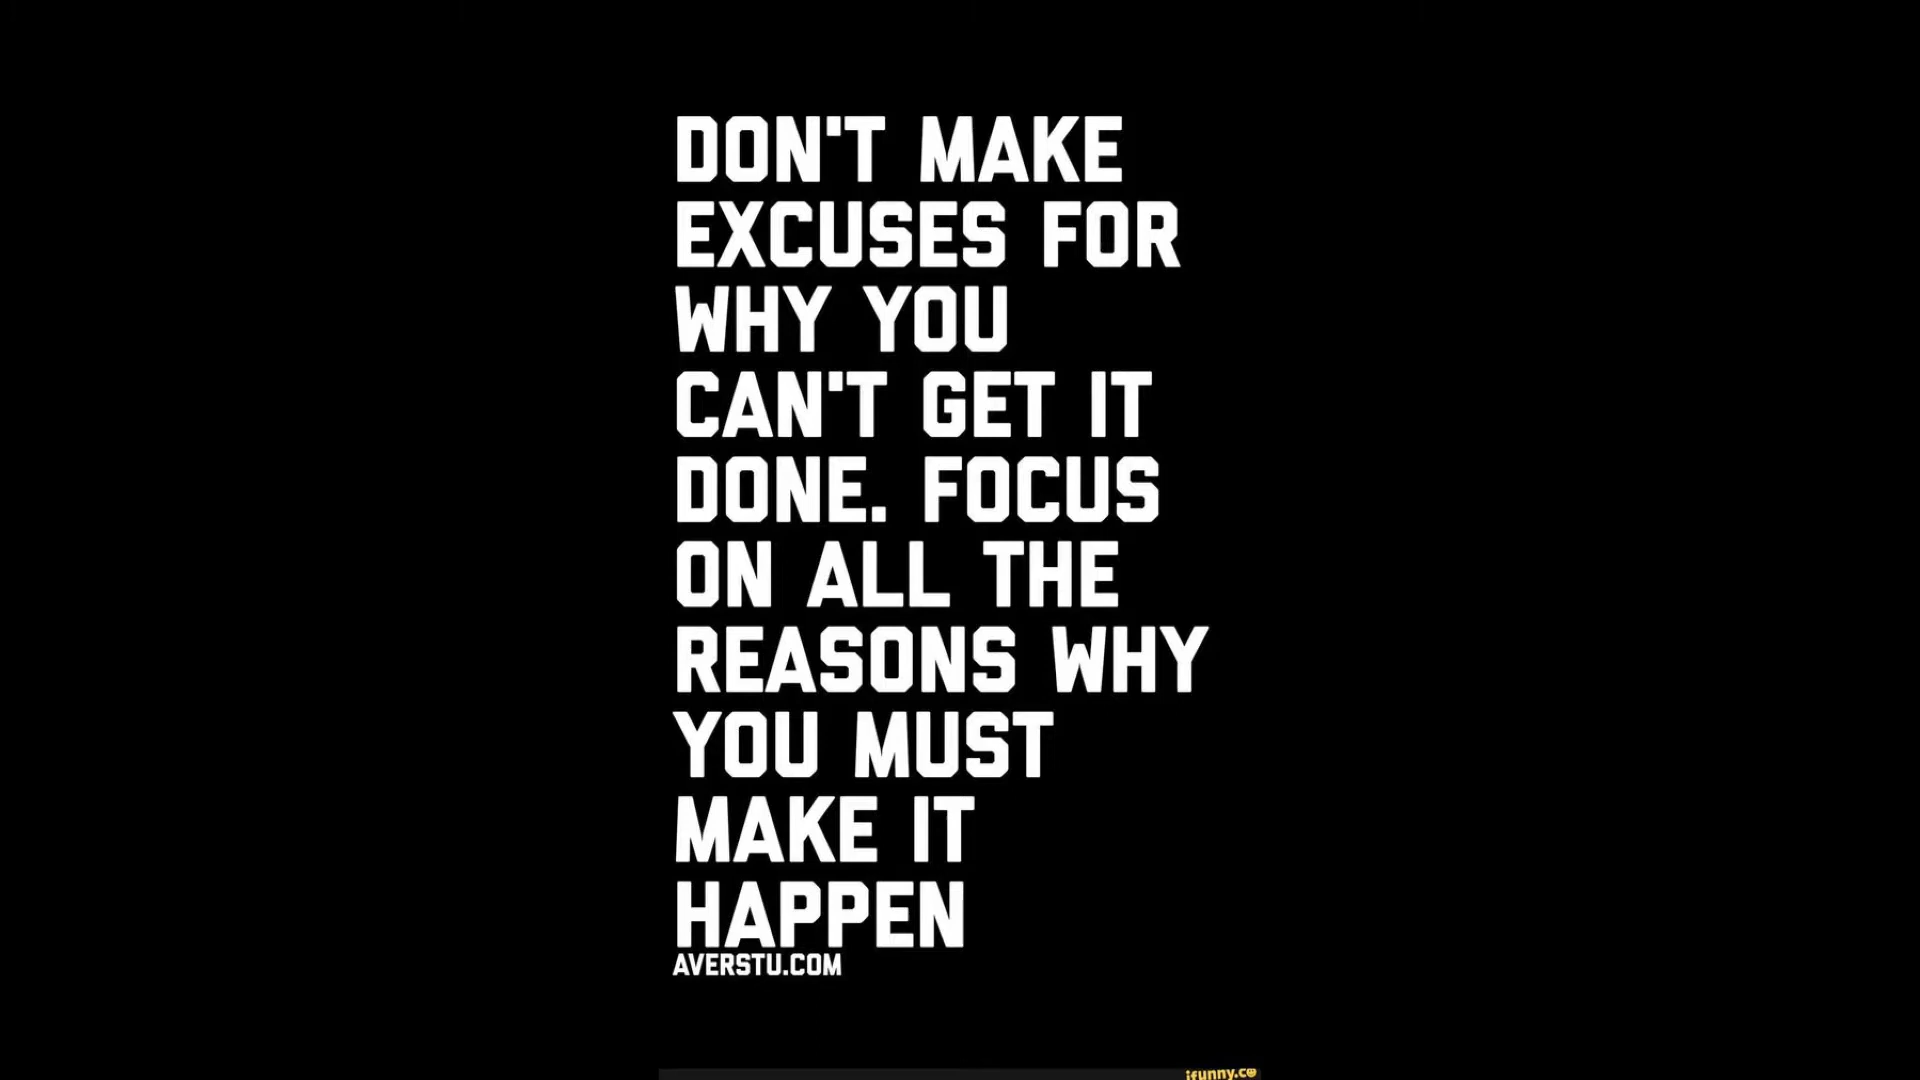 DON'T MAKE
EXCUSES FOR
WHY YOU
CAN'T GET IT
DONE. FOCUS
ON ALL THE
REASONS WHY
YOU MUST
MAKE IT
HAPPEN
AVERSTU.COM
ifunny.co